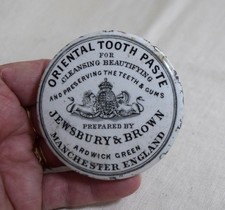 ORIENTAL TOOTH PASTE
FOR
CLEANSING BEAUTIFYING
AND PRESERVING THE TEETH & GUMS
PREPARED BY
JEWSBURY & BROWN
ARDWICK GREEN
MANCHESTER ENGLAND